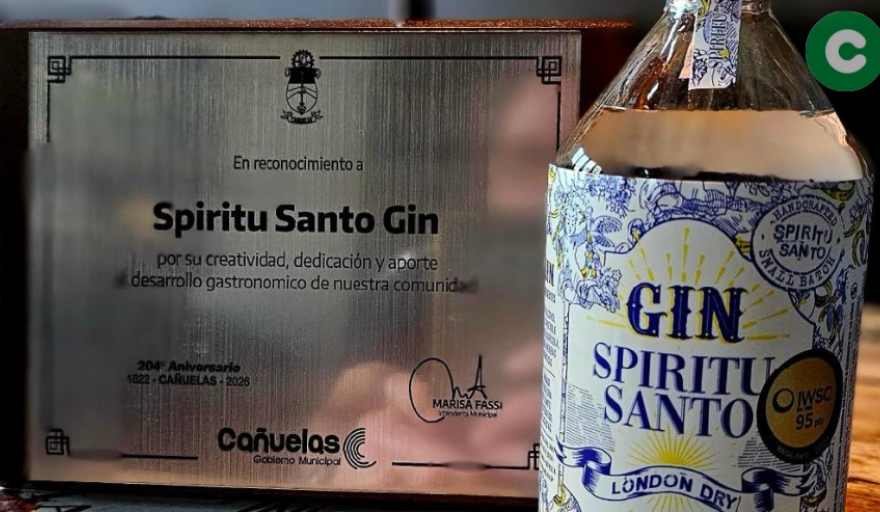 En reconocimiento a
Spiritu Santo Gin
por su creatividad, dedicación y aporte
desarrollo gastronomico de nuestra comunidad
204º Aniversario
1822 - CAÑUELAS - 2026
MARISA FASSI
Intendenta Municipal
Cañuelas
Gobierno Municipal
C
SPIRITU
HANDCRAFTED
SPIRITU
SANTO
SMALL BATCH
GIN
SPIRITU
SANTO
LONDON DRY
IWSC
95